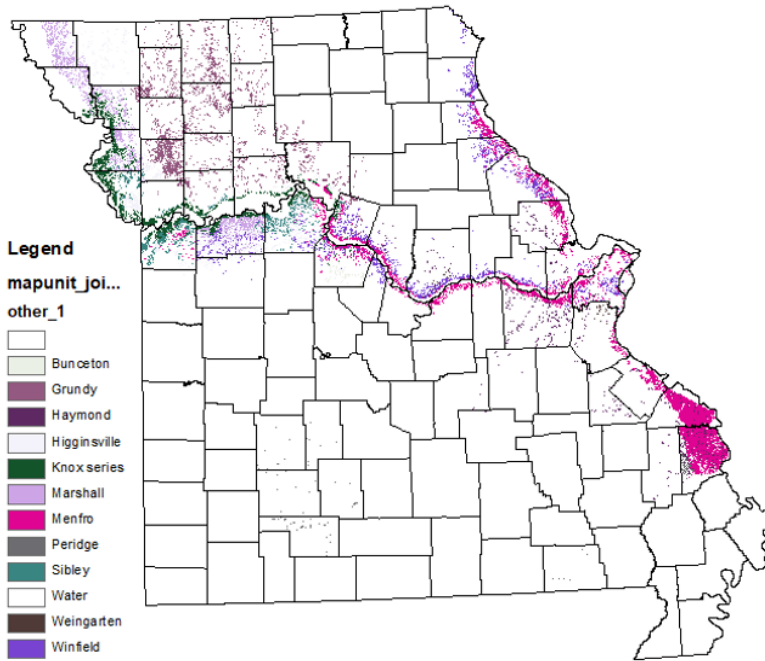 Legend
mapunit_joi...
other_1
Bunceton
Grundy
Haymond
Higginsville
Knox series
Marshall
Menfro
Peridge
Sibley
Water
Weingarten
Winfield